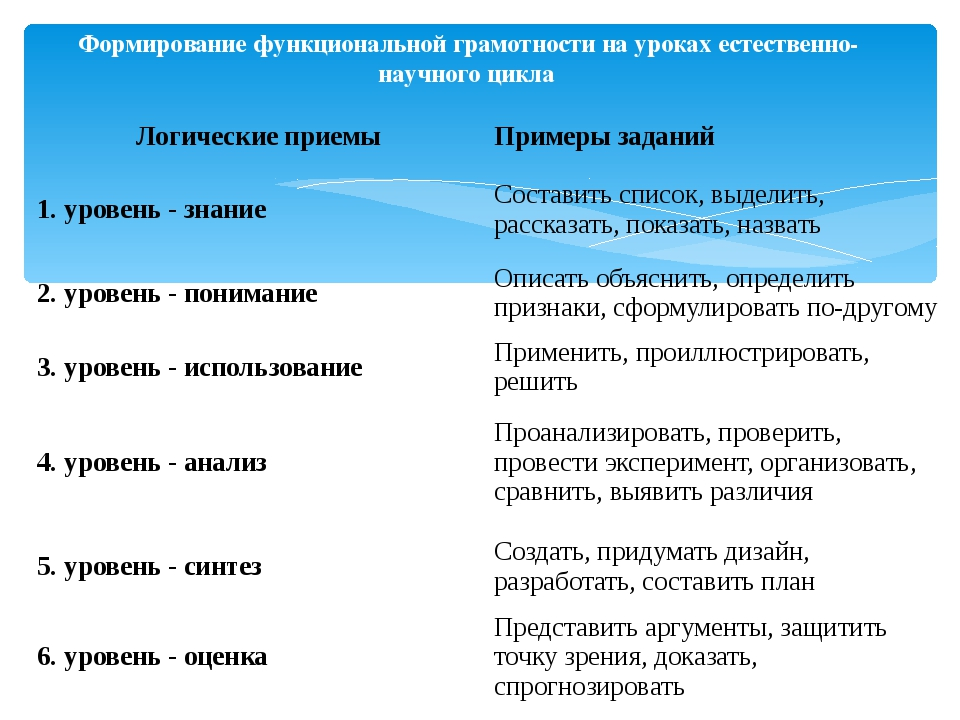 Формирование функциональной грамотности на уроках естественно-
научного цикла
Логические приемы
Примеры заданий
1. уровень - знание
Составить список, выделить,
рассказать, показать, назвать
2. уровень - понимание
Описать объяснить, определить
признаки, сформулировать по-другому
3. уровень - использование
Применить, проиллюстрировать,
решить
4. уровень - анализ
Проанализировать, проверить,
провести эксперимент, организовать,
сравнить, выявить различия
5. уровень - синтез
Создать, придумать дизайн,
разработать, составить план
6. уровень - оценка
Представить аргументы, защитить
точку зрения, доказать,
спрогнозировать